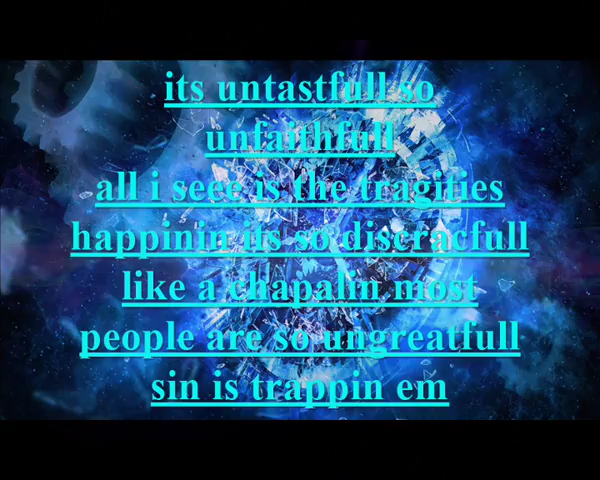 its untastfull so
unfaithfull
all i seee is the tragities
happinin its so discracfull
like a chapalin most
people are so ungreatfull
sin is trappin em